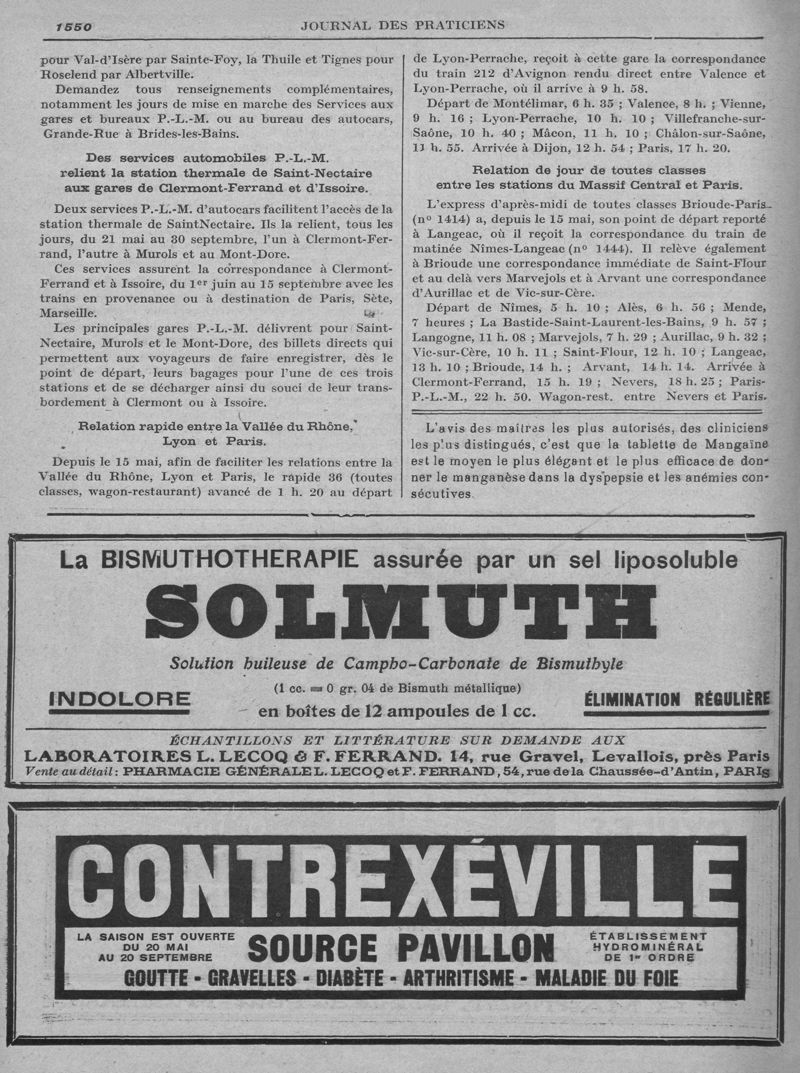 1550
JOURNAL DES PRATICIENS
pour Val-d'Isère par Sainte-Foy, la Thuile et Tignes pour
Roselend par Albertville.
Demandez tous renseignements complémentaires,
notamment les jours de mise en marche des Services aux
gares et bureaux P.-L.-M. ou au bureau des autocars,
Grande-Rue à Brides-les-Bains.
Des services automobiles P.-L.-M.
relient la station thermale de Saint-Nectaire
aux gares de Clermont-Ferrand et d'Issoire.
Deux services P.-L.-M. d'autocars facilitent l'accès de la
station thermale de SaintNectaire. Ils la relient, tous les
jours, du 21 mai au 30 septembre, l'un à Clermont-Fer-
rand, l'autre à Murols et au Mont-Dore.
Ces services assurent la correspondance à Clermont-
Ferrand et à Issoire, du 1er juin au 15 septembre avec les
trains en provenance ou à destination de Paris, Sète,
Marseille.
Les principales gares P.-L.-M. délivrent pour Saint-
Nectaire, Murols et le Mont-Dore, des billets directs qui
permettent aux voyageurs de faire enregistrer, dès le
point de départ, leurs bagages pour l'une de ces trois
stations et de se décharger ainsi du souci de leur trans-
bordement à Clermont ou à Issoire.
Relation rapide entre la Vallée du Rhône,
Lyon et Paris.
Depuis le 15 mai, afin de faciliter les relations entre la
Vallée du Rhône, Lyon et Paris, le rapide 36 (toutes
classes, wagon-restaurant) avancé de 1 h. 20 au départ
de Lyon-Perrache, reçoit à cette gare la correspondance
du train 212 d'Avignon rendu direct entre Valence et
Lyon-Perrache, où il arrive à 9 h. 58.
Départ de Montélimar, 6 h. 35 ; Valence, 8 h. ; Vienne,
9 h. 16 ; Lyon-Perrache, 10 h. 10 ; Villefranche-sur-
Saône, 10 h. 40 ; Mâcon, 11 h. 10 ; Châlon-sur-Saône,
11 h. 55. Arrivée à Dijon, 12 h. 54 ; Paris, 17 h. 20.
Relation de jour de toutes classes
entre les stations du Massif Central et Paris.
L'express d'après-midi de toutes classes Brioude-Paris
(no 1414) a, depuis le 15 mai, son point de départ reporté
à Langeac, où il reçoit la correspondance du train de
matinée Nîmes-Langeac (no 1444). Il relève également
à Brioude une correspondance immédiate de Saint-Flour
et au delà vers Marvejols et à Arvant une correspondance
d'Aurillac et de Vic-sur-Cère.
Départ de Nîmes, 5 h. 10 ; Alès, 6 h. 56 ; Mende,
7 heures ; La Bastide-Saint-Laurent-les-Bains, 9 h. 57 ;
Langogne, 11 h. 08 ; Marvejols, 7 h. 29 ; Aurillac, 9 h. 32 ;
Vic-sur-Cère, 10 h. 11 ; Saint-Flour, 12 h. 10 ; Langeac,
13 h. 10 ; Brioude, 14 h. ; Arvant, 14 h. 14. Arrivée à
Clermont-Ferrand, 15 h. 19 ; Nevers, 18 h. 25 ; Paris-
P.-L.-M., 22 h. 50. Wagon-rest. entre Nevers et Paris.
L'avis des maîtres les plus autorisés, des cliniciens
les plus distingués, c'est que la tablette de Mangaïne
est le moyen le plus élégant et le plus efficace de don-
ner le manganèse dans la dyspepsie et les anémies con-
sécutives
La BISMUTHOTHERAPIE assurée par un sel liposoluble
SOLMUTH
Solution huileuse de Campho-Carbonate de Bismuthyle
INDOLORE
(1 cc. = 0 gr. 04 de Bismuth métallique)
en boîtes de 12 ampoules de 1 cc.
ÉLIMINATION RÉGULIÈRE
ÉCHANTILLONS ET LITTÉRATURE SUR DEMANDE AUX
LABORATOIRES L. LECOQ & F. FERRAND. 14, rue Gravel, Levallois, près Paris
Vente au détail : PHARMACIE GÉNÉRALE L. LECOQ et F. FERRAND, 54, rue de la Chaussée-d'Antin, PARIS
CONTREXÉVILLE
LA SAISON EST OUVERTE
DU 20 MAI
AU 20 SEPTEMBRE
SOURCE PAVILLON
ÉTABLISSEMENT
HYDROMINÉRAL
DE 1er ORDRE
GOUTTE - GRAVELLES - DIABÈTE - ARTHRITISME - MALADIE DU FOIE